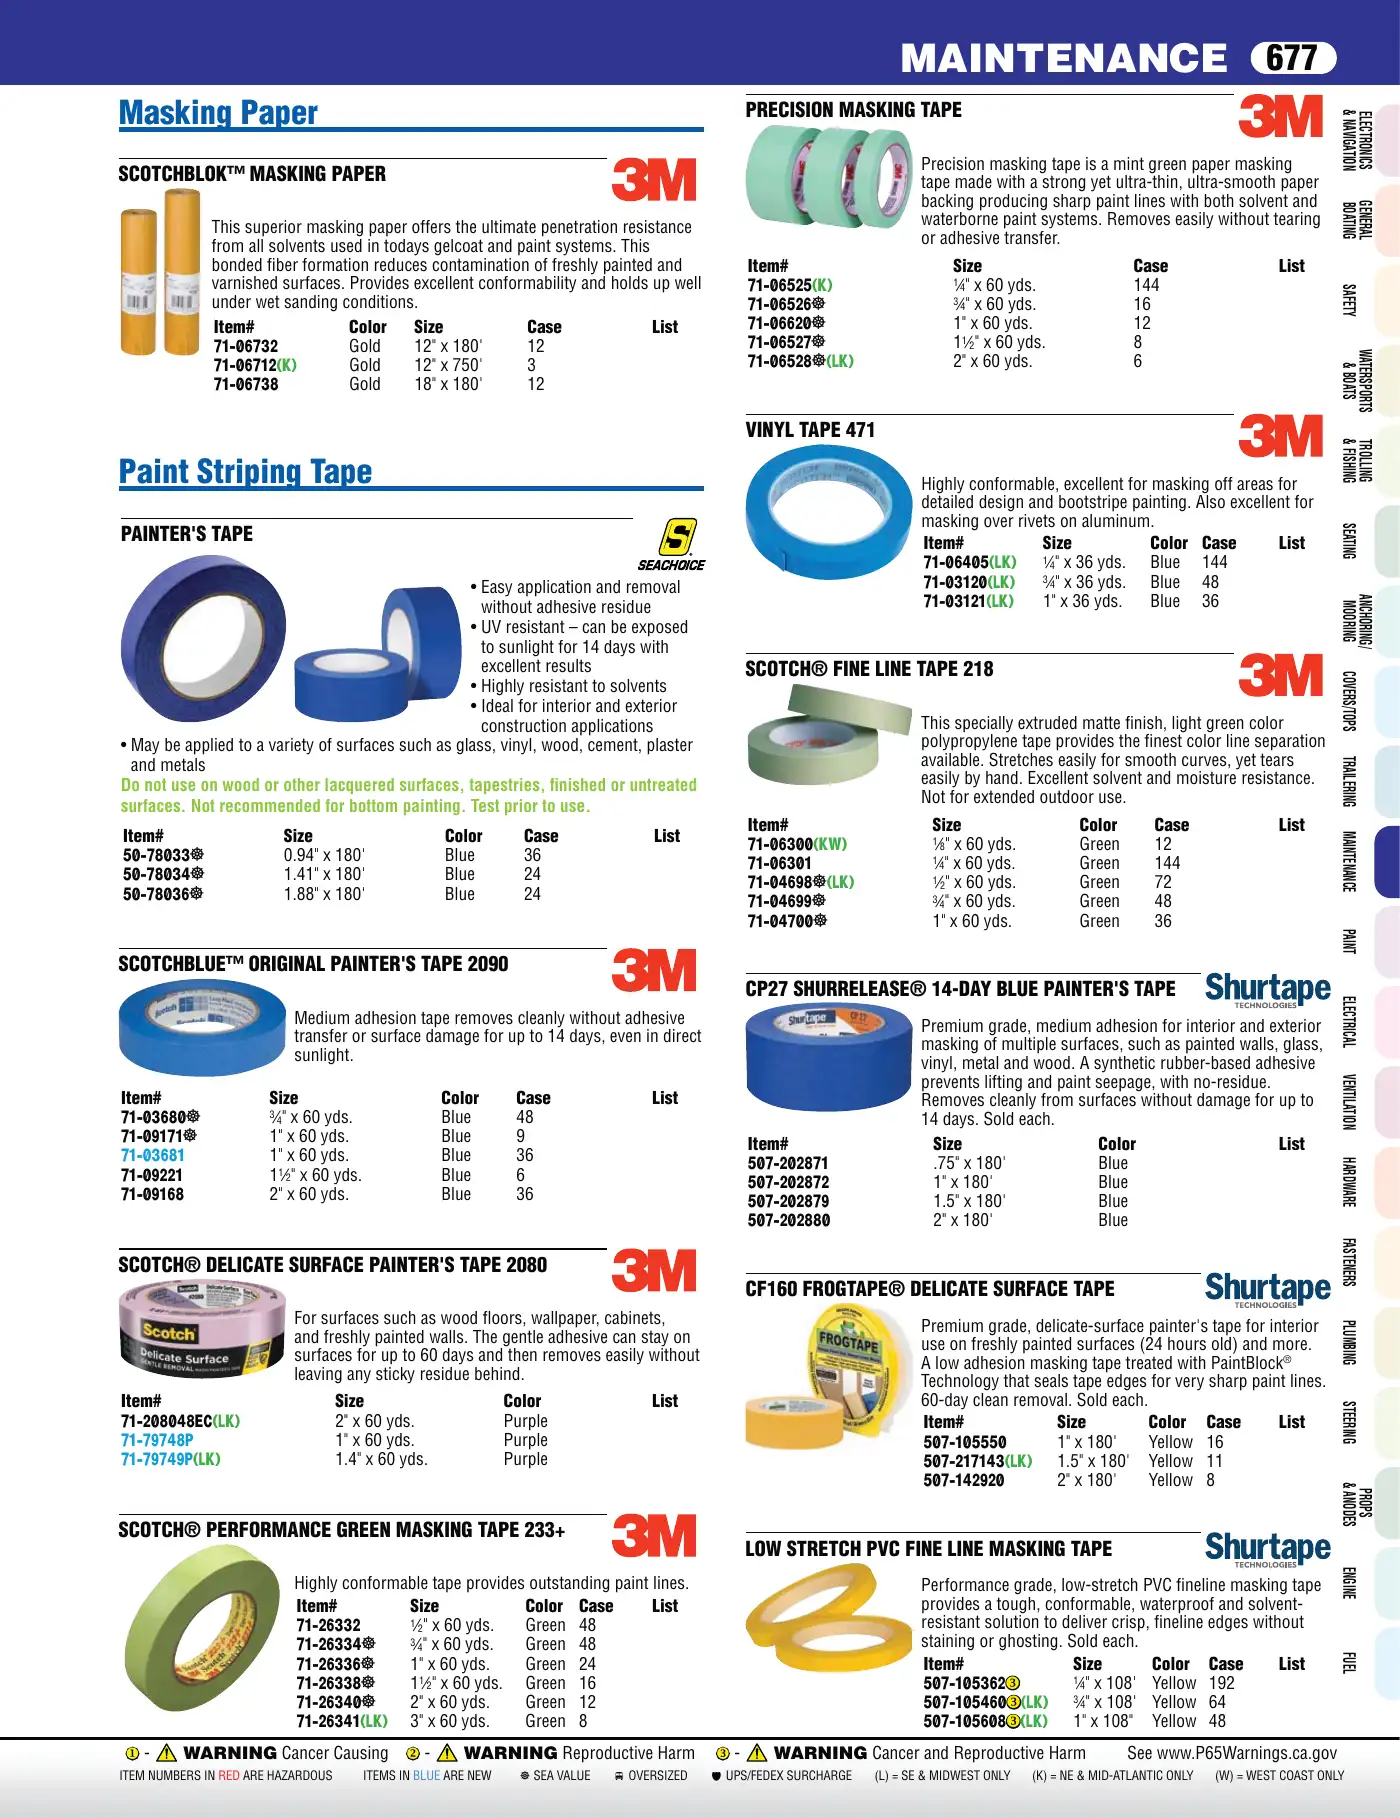 MAINTENANCE 677
Masking Paper
SCOTCHBLOK™ MASKING PAPER
3M
This superior masking paper offers the ultimate penetration resistance
from all solvents used in todays gelcoat and paint systems. This
bonded fiber formation reduces contamination of freshly painted and
varnished surfaces. Provides excellent conformability and holds up well
under wet sanding conditions.
Item# Color Size Case List
71-06732 Gold 12" x 180' 12
71-06712(K) Gold 12" x 750' 3
71-06738 Gold 18" x 180' 12
Paint Striping Tape
PAINTER'S TAPE
S
SEACHOICE
• Easy application and removal
without adhesive residue
• UV resistant – can be exposed
to sunlight for 14 days with
excellent results
• Highly resistant to solvents
• Ideal for interior and exterior
construction applications
• May be applied to a variety of surfaces such as glass, vinyl, wood, cement, plaster
and metals
Do not use on wood or other lacquered surfaces, tapestries, finished or untreated
surfaces. Not recommended for bottom painting. Test prior to use.
Item# Size Color Case List
50-78033☸ 0.94" x 180' Blue 36
50-78034☸ 1.41" x 180' Blue 24
50-78036☸ 1.88" x 180' Blue 24
SCOTCHBLUE™ ORIGINAL PAINTER'S TAPE 2090
3M
Medium adhesion tape removes cleanly without adhesive
transfer or surface damage for up to 14 days, even in direct
sunlight.
Item# Size Color Case List
71-03680☸ ¾" x 60 yds. Blue 48
71-09171☸ 1" x 60 yds. Blue 9
71-03681 1" x 60 yds. Blue 36
71-09221 1½" x 60 yds. Blue 6
71-09168 2" x 60 yds. Blue 36
SCOTCH® DELICATE SURFACE PAINTER'S TAPE 2080
3M
Scotch
Delicate Surface
For surfaces such as wood floors, wallpaper, cabinets,
and freshly painted walls. The gentle adhesive can stay on
surfaces for up to 60 days and then removes easily without
leaving any sticky residue behind.
Item# Size Color List
71-208048EC(LK) 2" x 60 yds. Purple
71-79748P 1" x 60 yds. Purple
71-79749P(LK) 1.4" x 60 yds. Purple
SCOTCH® PERFORMANCE GREEN MASKING TAPE 233+
3M
Highly conformable tape provides outstanding paint lines.
Item# Size Color Case List
71-26332 ½" x 60 yds. Green 48
71-26334☸ ¾" x 60 yds. Green 48
71-26336☸ 1" x 60 yds. Green 24
71-26338☸ 1½" x 60 yds. Green 16
71-26340☸ 2" x 60 yds. Green 12
71-26341(LK) 3" x 60 yds. Green 8
PRECISION MASKING TAPE
3M
Precision masking tape is a mint green paper masking
tape made with a strong yet ultra-thin, ultra-smooth paper
backing producing sharp paint lines with both solvent and
waterborne paint systems. Removes easily without tearing
or adhesive transfer.
Item# Size Case List
71-06525(K) ¼" x 60 yds. 144
71-06526☸ ¾" x 60 yds. 16
71-06620☸ 1" x 60 yds. 12
71-06527☸ 1½" x 60 yds. 8
71-06528☸(LK) 2" x 60 yds. 6
VINYL TAPE 471
3M
Highly conformable, excellent for masking off areas for
detailed design and bootstripe painting. Also excellent for
masking over rivets on aluminum.
Item# Size Color Case List
71-06405(LK) ¼" x 36 yds. Blue 144
71-03120(LK) ¾" x 36 yds. Blue 48
71-03121(LK) 1" x 36 yds. Blue 36
SCOTCH® FINE LINE TAPE 218
3M
This specially extruded matte finish, light green color
polypropylene tape provides the finest color line separation
available. Stretches easily for smooth curves, yet tears
easily by hand. Excellent solvent and moisture resistance.
Not for extended outdoor use.
Item# Size Color Case List
71-06300(KW) ⅛" x 60 yds. Green 12
71-06301 ¼" x 60 yds. Green 144
71-04698☸(LK) ½" x 60 yds. Green 72
71-04699☸ ¾" x 60 yds. Green 48
71-04700☸ 1" x 60 yds. Green 36
CP27 SHURRELEASE® 14-DAY BLUE PAINTER'S TAPE
Shurtape
TECHNOLOGIES
Shurtape CP 27
Premium grade, medium adhesion for interior and exterior
masking of multiple surfaces, such as painted walls, glass,
vinyl, metal and wood. A synthetic rubber-based adhesive
prevents lifting and paint seepage, with no-residue.
Removes cleanly from surfaces without damage for up to
14 days. Sold each.
Item# Size Color List
507-202871 .75" x 180' Blue
507-202872 1" x 180' Blue
507-202879 1.5" x 180' Blue
507-202880 2" x 180' Blue
CF160 FROGTAPE® DELICATE SURFACE TAPE
Shurtape
TECHNOLOGIES
FROGTAPE
Premium grade, delicate-surface painter's tape for interior
use on freshly painted surfaces (24 hours old) and more.
A low adhesion masking tape treated with PaintBlock®
Technology that seals tape edges for very sharp paint lines.
60-day clean removal. Sold each.
Item# Size Color Case List
507-105550 1" x 180' Yellow 16
507-217143(LK) 1.5" x 180' Yellow 11
507-142920 2" x 180' Yellow 8
LOW STRETCH PVC FINE LINE MASKING TAPE
Shurtape
TECHNOLOGIES
Performance grade, low-stretch PVC fineline masking tape
provides a tough, conformable, waterproof and solvent-
resistant solution to deliver crisp, fineline edges without
staining or ghosting. Sold each.
Item# Size Color Case List
507-105362③ ¼" x 108' Yellow 192
507-105460③(LK) ¾" x 108' Yellow 64
507-105608③(LK) 1" x 108" Yellow 48
ELECTRONICS
& NAVIGATION
GENERAL
BOATING
SAFETY
WATERSPORTS
& BOATS
TROLLING
& FISHING
SEATING
ANCHORING/
MOORING
COVERS/TOPS
TRAILERING
MAINTENANCE
PAINT
ELECTRICAL
VENTILATION
HARDWARE
FASTENERS
PLUMBING
STEERING
PROPS
& ANODES
ENGINE
FUEL
① - ⚠ WARNING Cancer Causing ② - ⚠ WARNING Reproductive Harm ③ - ⚠ WARNING Cancer and Reproductive Harm See www.P65Warnings.ca.gov
ITEM NUMBERS IN RED ARE HAZARDOUS ITEMS IN BLUE ARE NEW ☸ SEA VALUE OVERSIZED UPS/FEDEX SURCHARGE (L) = SE & MIDWEST ONLY (K) = NE & MID-ATLANTIC ONLY (W) = WEST COAST ONLY